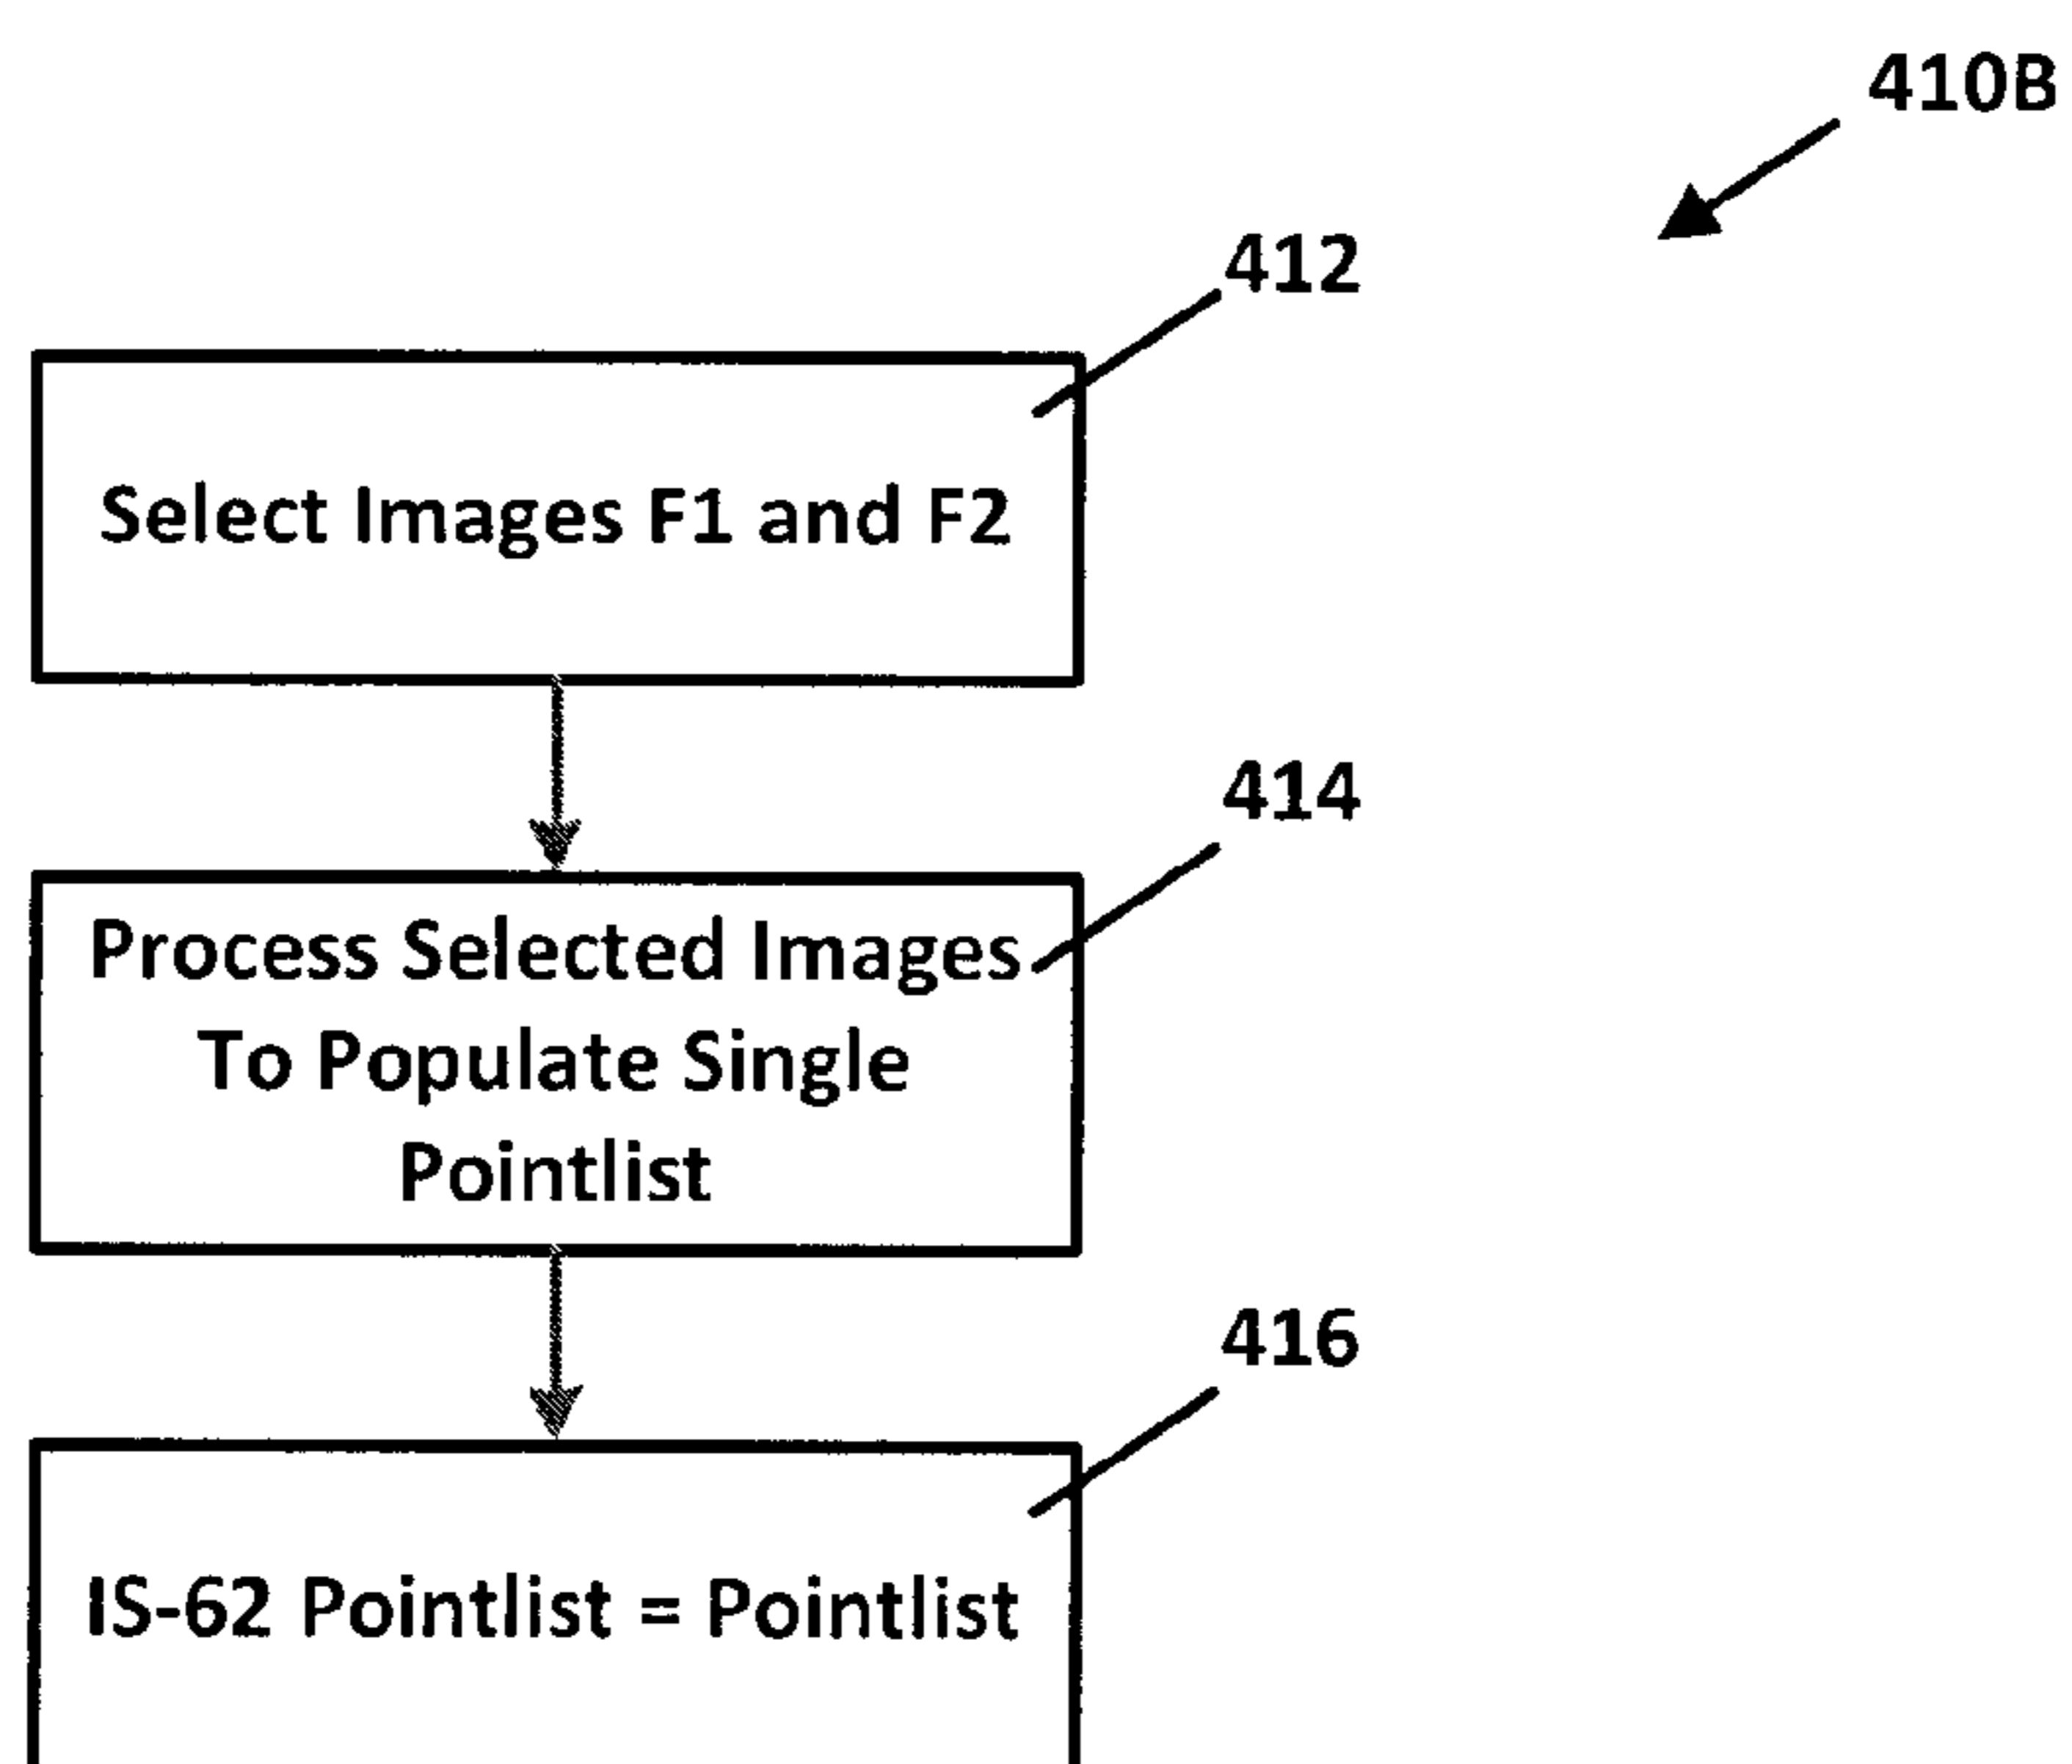 410B
412
Select Images F1 and F2
414
Process Selected Images
To Populate Single
Pointlist
416
IS-62 Pointlist = Pointlist